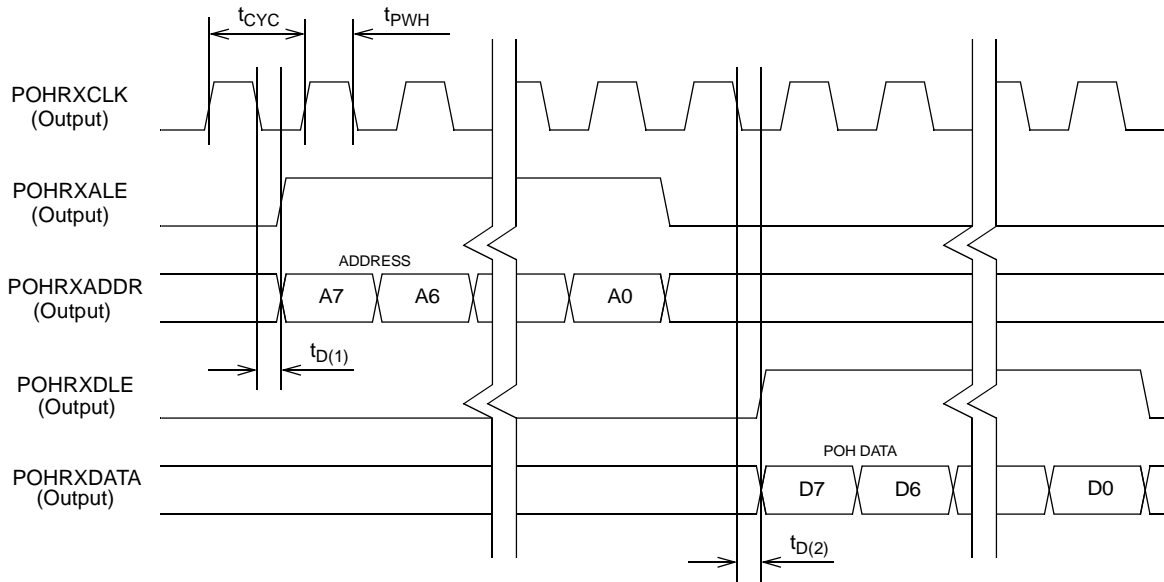 tCYC
tPWH
POHRXCLK
(Output)
POHRXALE
(Output)
ADDRESS
POHRXADDR
(Output)
A7
A6
A0
tD(1)
POHRXDLE
(Output)
POH DATA
POHRXDATA
(Output)
D7
D6
D0
tD(2)